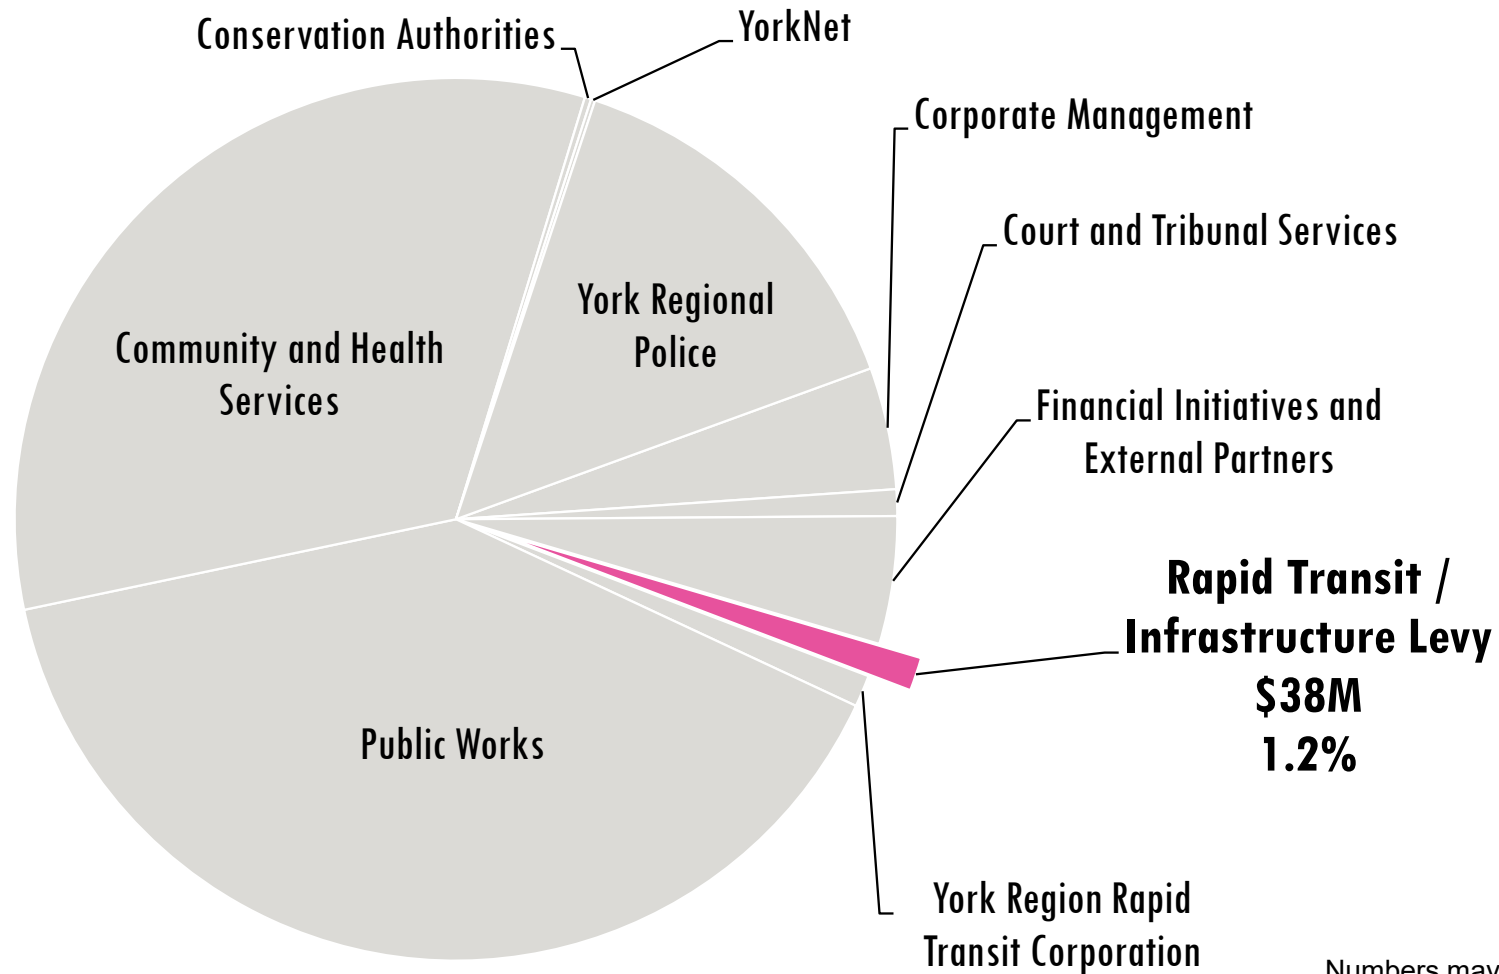 Conservation Authorities
YorkNet
Corporate Management
Court and Tribunal Services
York Regional
Police
Community and Health
Services
Financial Initiatives and
External Partners
Rapid Transit /
Infrastructure Levy
$38M
1.2%
Public Works
York Region Rapid
Transit Corporation
Numbers may